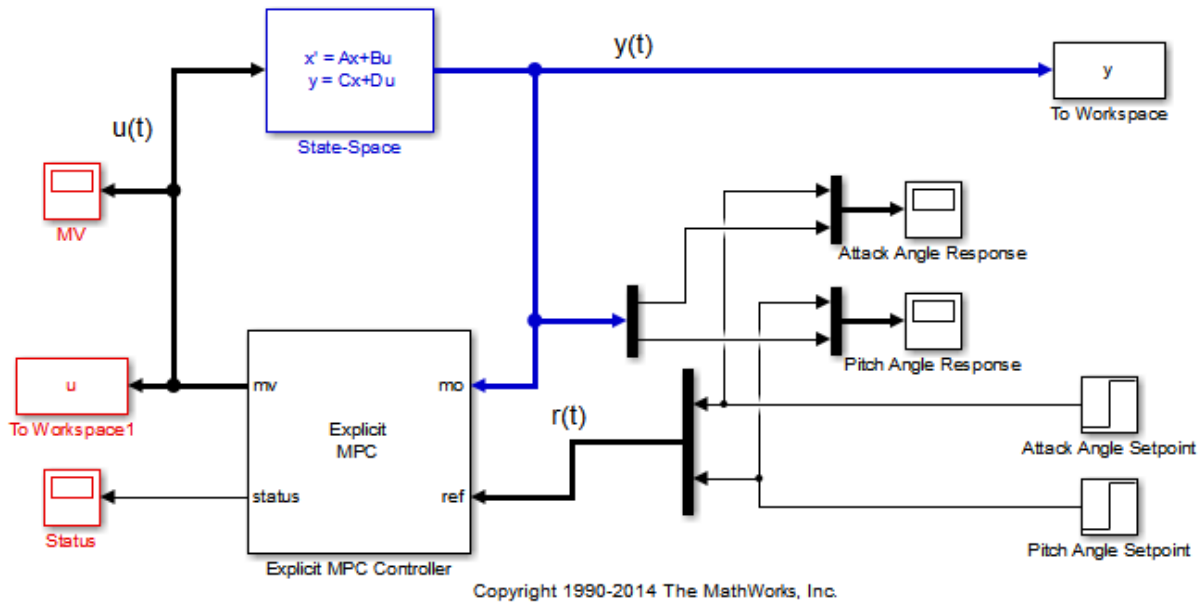 x' = Ax+Bu
y = Cx+Du
State-Space
y(t)
y
To Workspace
u(t)
MV
Attack Angle Response
Pitch Angle Response
u
To Workspace1
mv
mo
Explicit
MPC
r(t)
Attack Angle Setpoint
status
ref
Status
Explicit MPC Controller
Pitch Angle Setpoint
Copyright 1990-2014 The MathWorks, Inc.